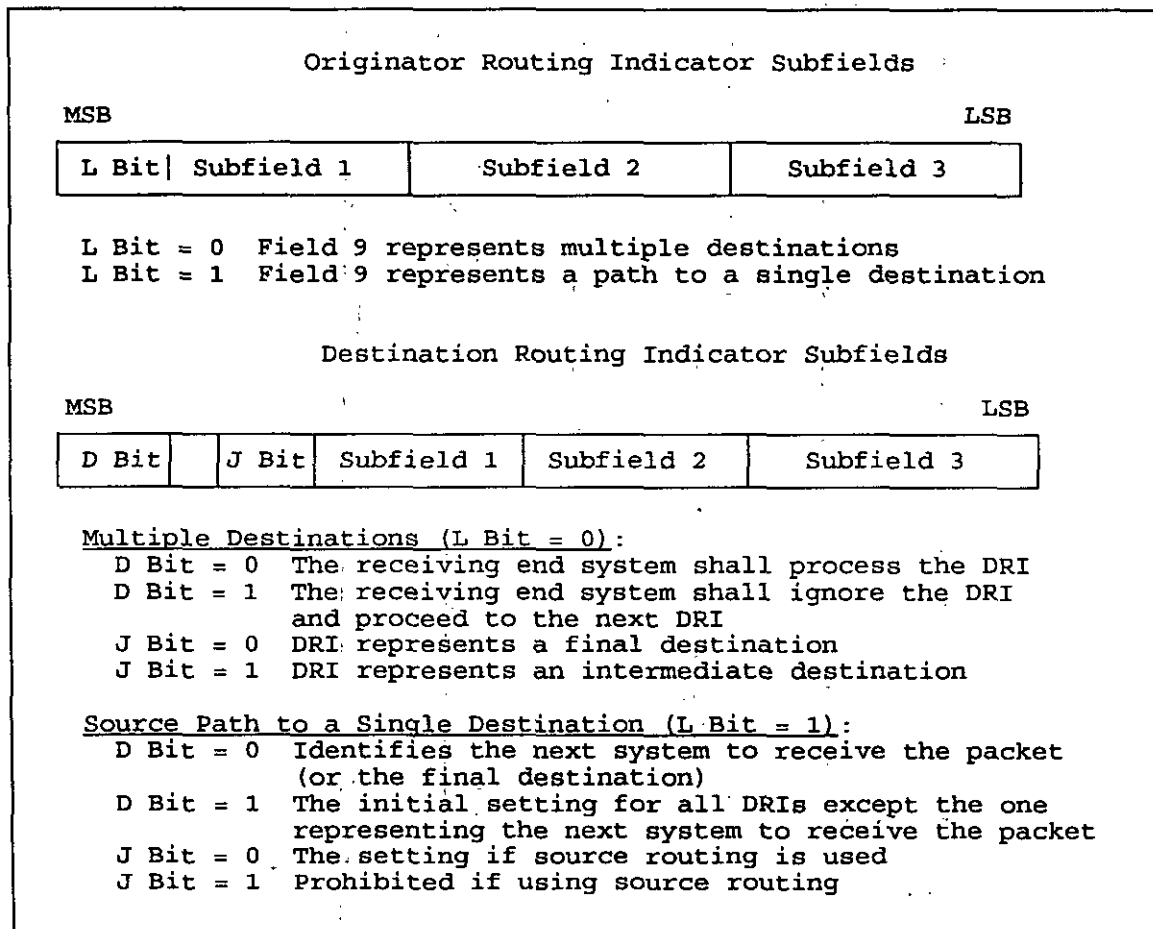 Originator Routing Indicator Subfields
MSB LSB
L Bit| Subfield 1 Subfield 2 Subfield 3
L Bit = 0 Field 9 represents multiple destinations
L Bit = 1 Field 9 represents a path to a single destination
Destination Routing Indicator Subfields
MSB LSB
D Bit J Bit Subfield 1 Subfield 2 Subfield 3
Multiple Destinations (L Bit = 0):
D Bit = 0 The receiving end system shall process the DRI
D Bit = 1 The receiving end system shall ignore the DRI
and proceed to the next DRI
J Bit = 0 DRI represents a final destination
J Bit = 1 DRI represents an intermediate destination
Source Path to a Single Destination (L Bit = 1):
D Bit = 0 Identifies the next system to receive the packet
(or the final destination)
D Bit = 1 The initial setting for all DRIs except the one
representing the next system to receive the packet
J Bit = 0 The setting if source routing is used
J Bit = 1 Prohibited if using source routing